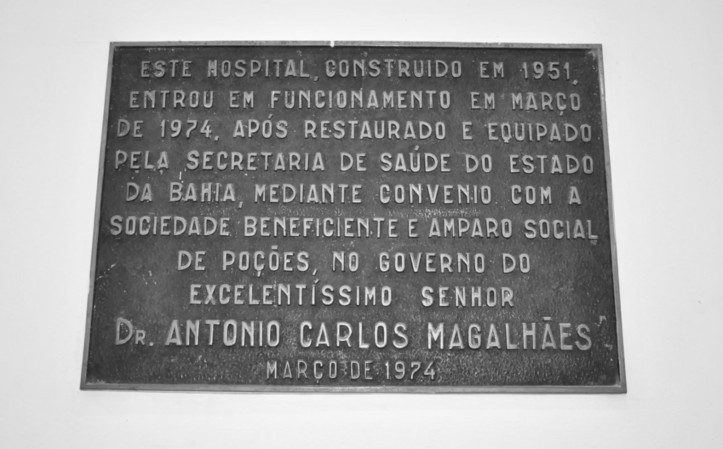 ESTE HOSPITAL, CONSTRUIDO EM 1951,
ENTROU EM FUNCIONAMENTO EM MARÇO
DE 1974, APÓS RESTAURADO E EQUIPADO
PELA SECRETARIA DE SAÚDE DO ESTADO
DA BAHIA, MEDIANTE CONVENIO COM A
SOCIEDADE BENEFICIENTE E AMPARO SOCIAL
DE POÇÕES, NO GOVERNO DO
EXCELENTÍSSIMO SENHOR
DR. ANTONIO CARLOS MAGALHÃES
MARÇO DE 1974